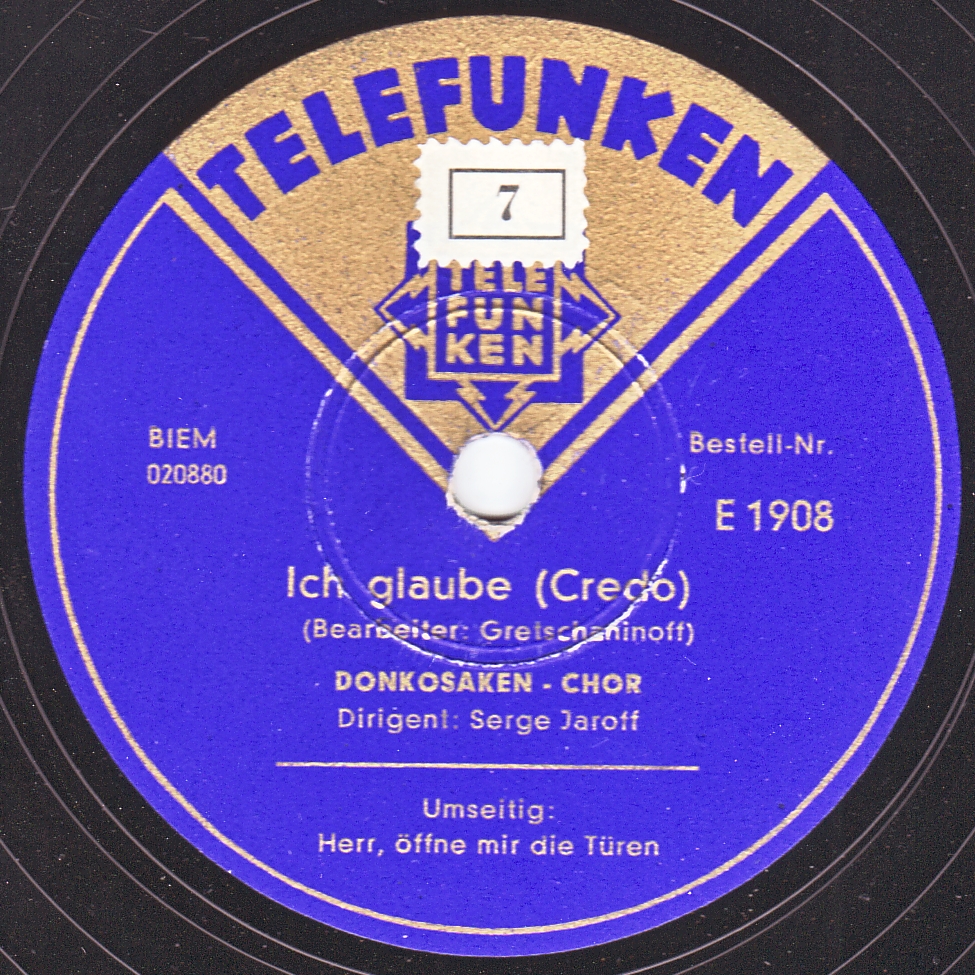 TELEFUNKEN
7
TELE
FUN
KEN
BIEM
020880
Bestell-Nr.
E 1908
Ich glaube (Credo)
(Bearbeiter: Gretschaninoff)
DONKOSAKEN - CHOR
Dirigent: Serge Jaroff
Umseitig:
Herr, öffne mir die Türen